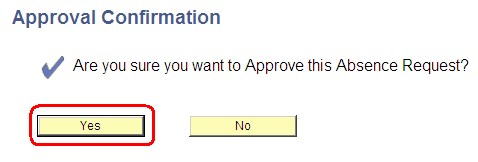 Approval Confirmation
Are you sure you want to Approve this Absence Request?
Yes No